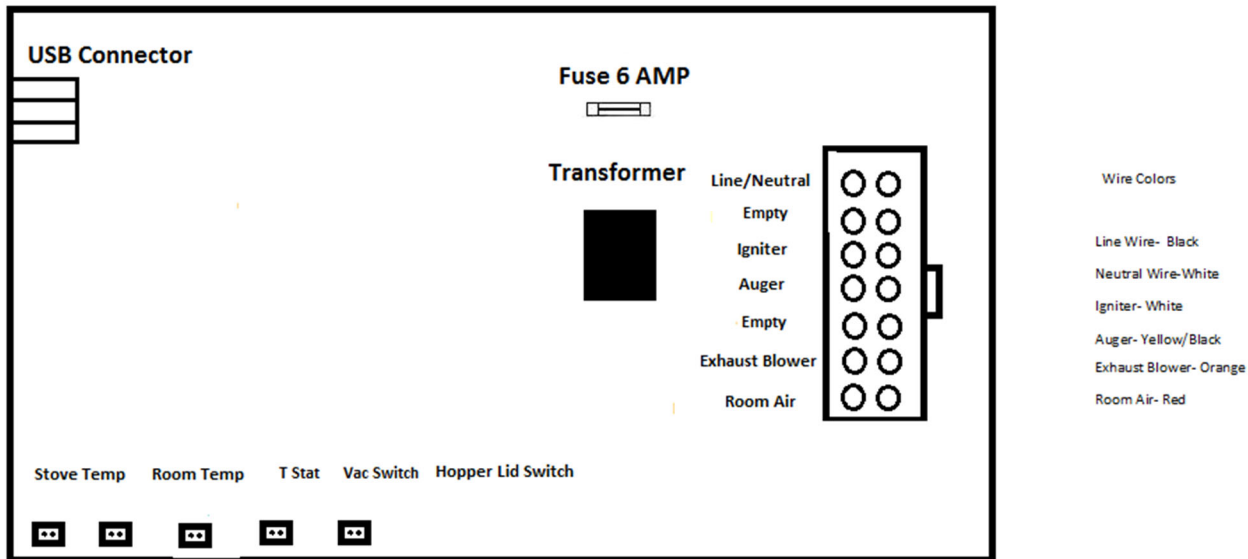 USB Connector
Fuse 6 AMP
Transformer
Line/Neutral
Empty
Igniter
Auger
Empty
Exhaust Blower
Room Air
Wire Colors
Line Wire- Black
Neutral Wire-White
Igniter- White
Auger- Yellow/Black
Exhaust Blower- Orange
Room Air- Red
Stove Temp Room Temp T Stat Vac Switch Hopper Lid Switch